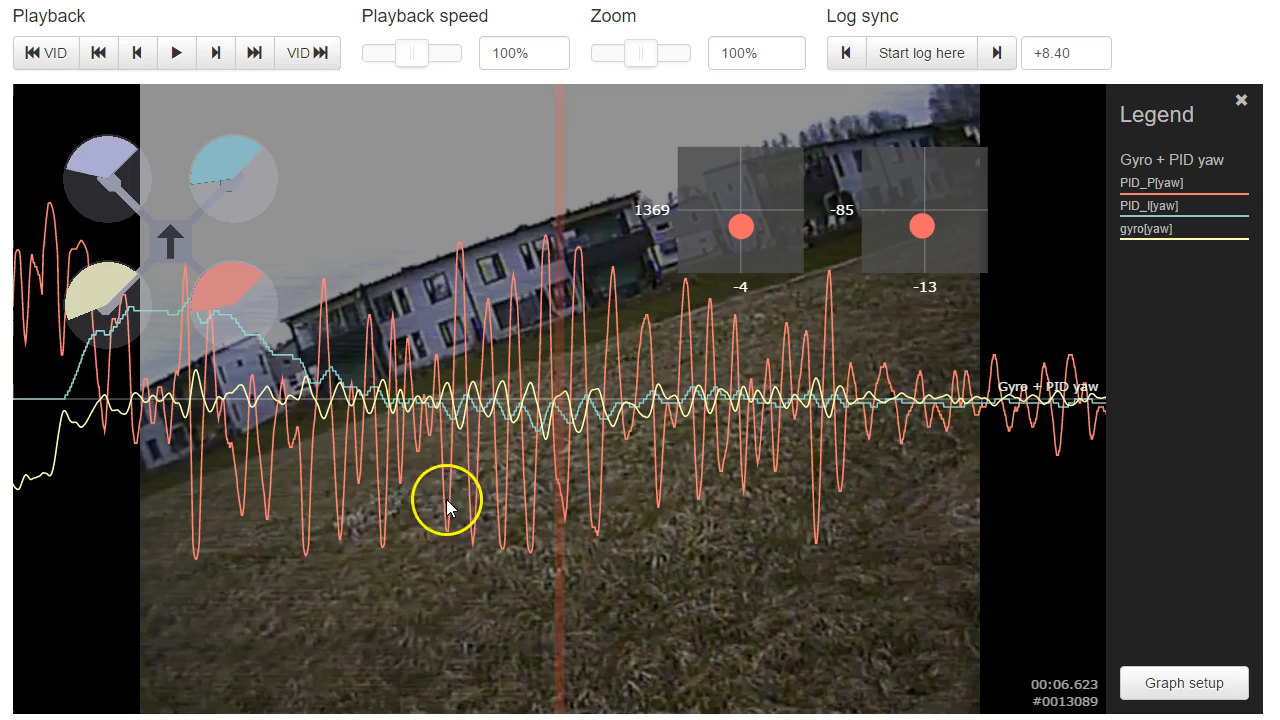 Playback
Playback speed
Zoom
Log sync
VID
VID
100%
100%
Start log here
+8.40
Legend
Gyro + PID yaw
PID_P[yaw]
PID_I[yaw]
gyro[yaw]
1369
-85
-4
-13
Gyro + PID yaw
00:06.623
#0013089
Graph setup